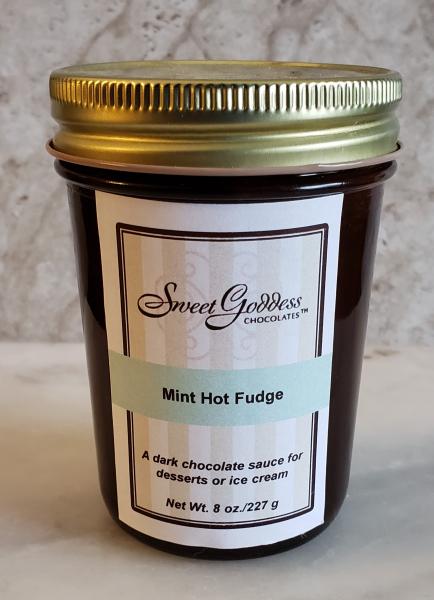 Sweet Goddess
CHOCOLATES™
Mint Hot Fudge
A dark chocolate sauce for
desserts or ice cream
Net Wt. 8 oz./227 g